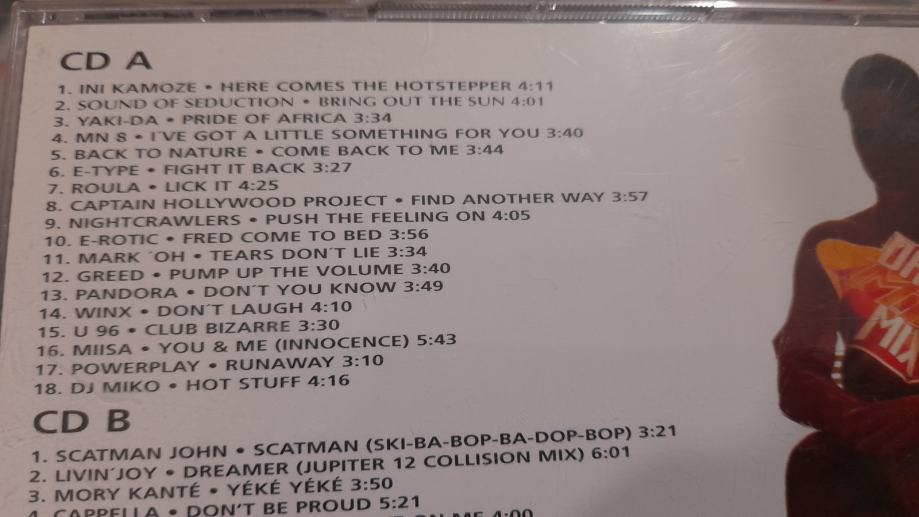 CD A
1. INI KAMOZE • HERE COMES THE HOTSTEPPER 4:11
2. SOUND OF SEDUCTION • BRING OUT THE SUN 4:01
3. YAKI-DA • PRIDE OF AFRICA 3:34
4. MN 8 • I'VE GOT A LITTLE SOMETHING FOR YOU 3:40
5. BACK TO NATURE • COME BACK TO ME 3:44
6. E-TYPE • FIGHT IT BACK 3:27
7. ROULA • LICK IT 4:25
8. CAPTAIN HOLLYWOOD PROJECT • FIND ANOTHER WAY 3:57
9. NIGHTCRAWLERS • PUSH THE FEELING ON 4:05
10. E-ROTIC • FRED COME TO BED 3:56
11. MARK ´OH • TEARS DON´T LIE 3:34
12. GREED • PUMP UP THE VOLUME 3:40
13. PANDORA • DON´T YOU KNOW 3:49
14. WINX • DON´T LAUGH 4:10
15. U 96 • CLUB BIZARRE 3:30
16. MIISA • YOU & ME (INNOCENCE) 5:43
17. POWERPLAY • RUNAWAY 3:10
18. DJ MIKO • HOT STUFF 4:16
CD B
1. SCATMAN JOHN • SCATMAN (SKI-BA-BOP-BA-DOP-BOP) 3:21
2. LIVIN´JOY • DREAMER (JUPITER 12 COLLISION MIX) 6:01
3. MORY KANTÉ • YÉKÉ YÉKÉ 3:50
4. CAPPELLA • DON'T BE PROUD 5:21
ON ME 4:00
MIX